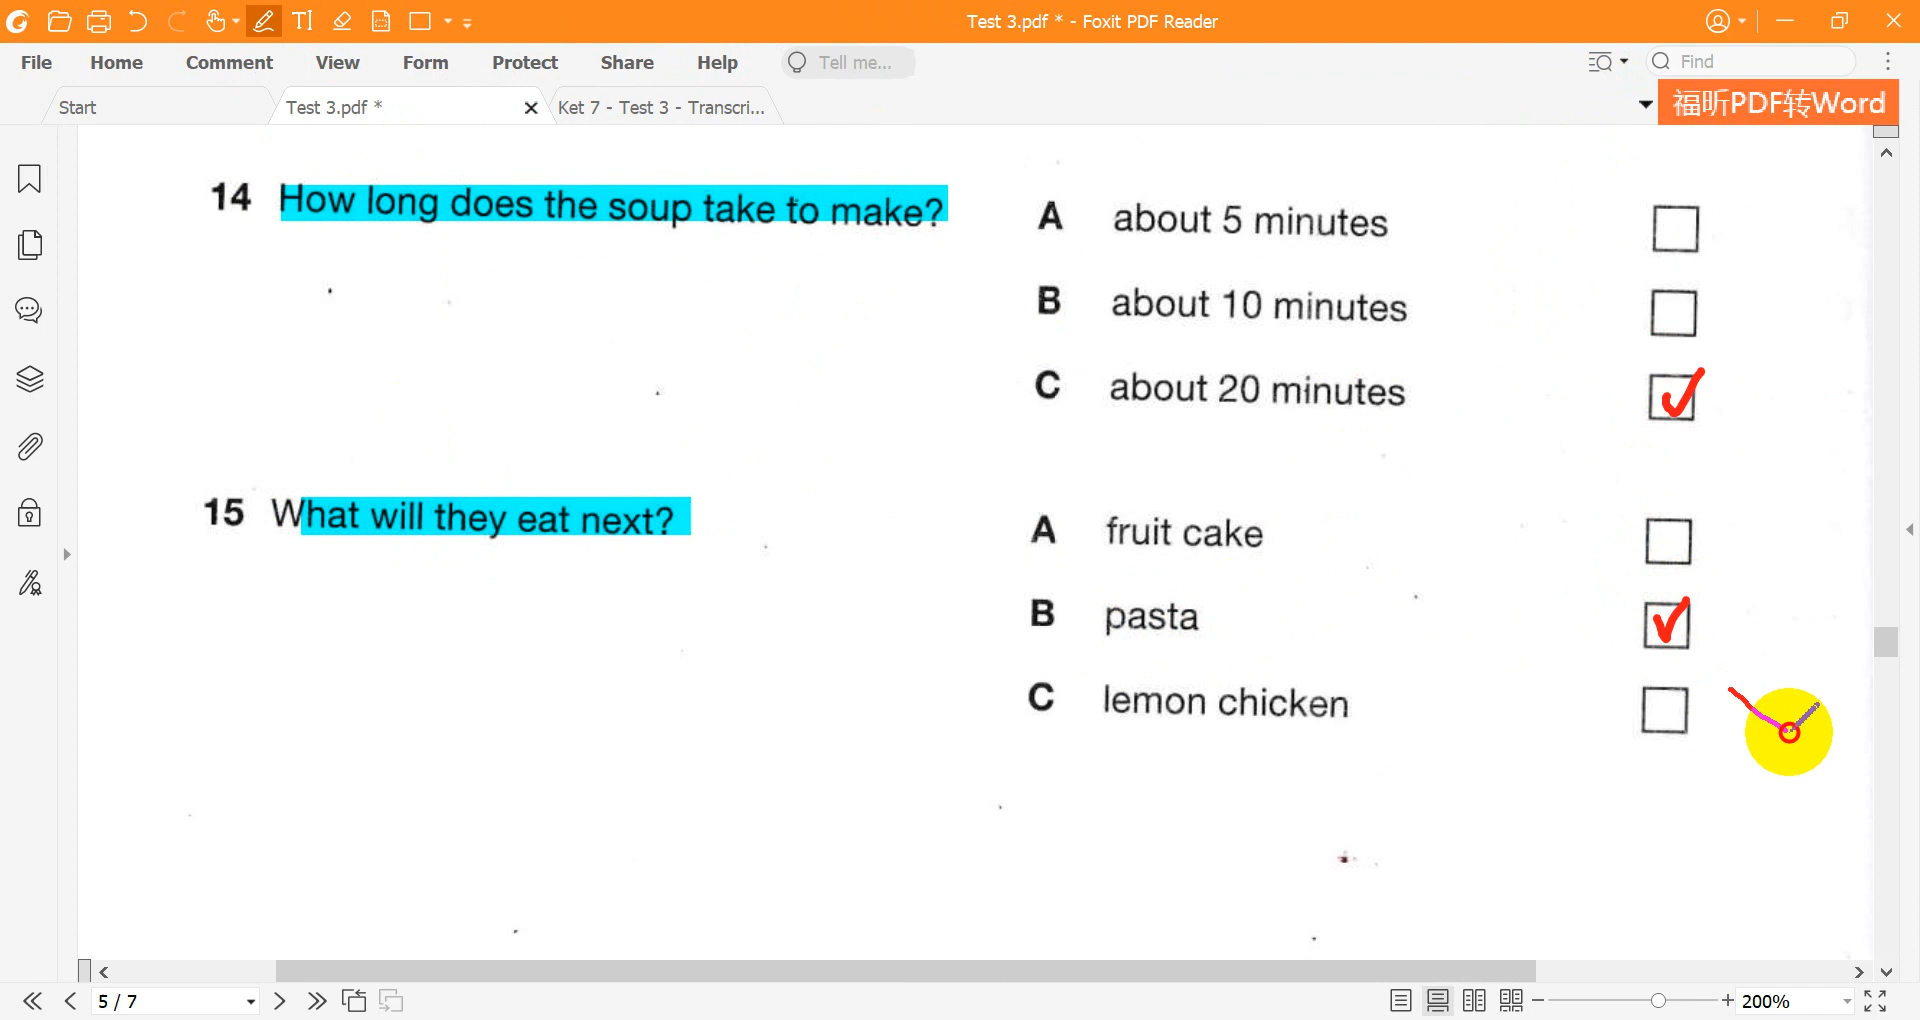 Test 3.pdf * - Foxit PDF Reader
File Home Comment View Form Protect Share Help Tell me... Find
Start Test 3.pdf * Ket 7 - Test 3 - Transcri... 福昕PDF转Word
14 How long does the soup take to make?
A about 5 minutes
B about 10 minutes
C about 20 minutes
15 What will they eat next?
A fruit cake
B pasta
C lemon chicken
5 / 7 200%